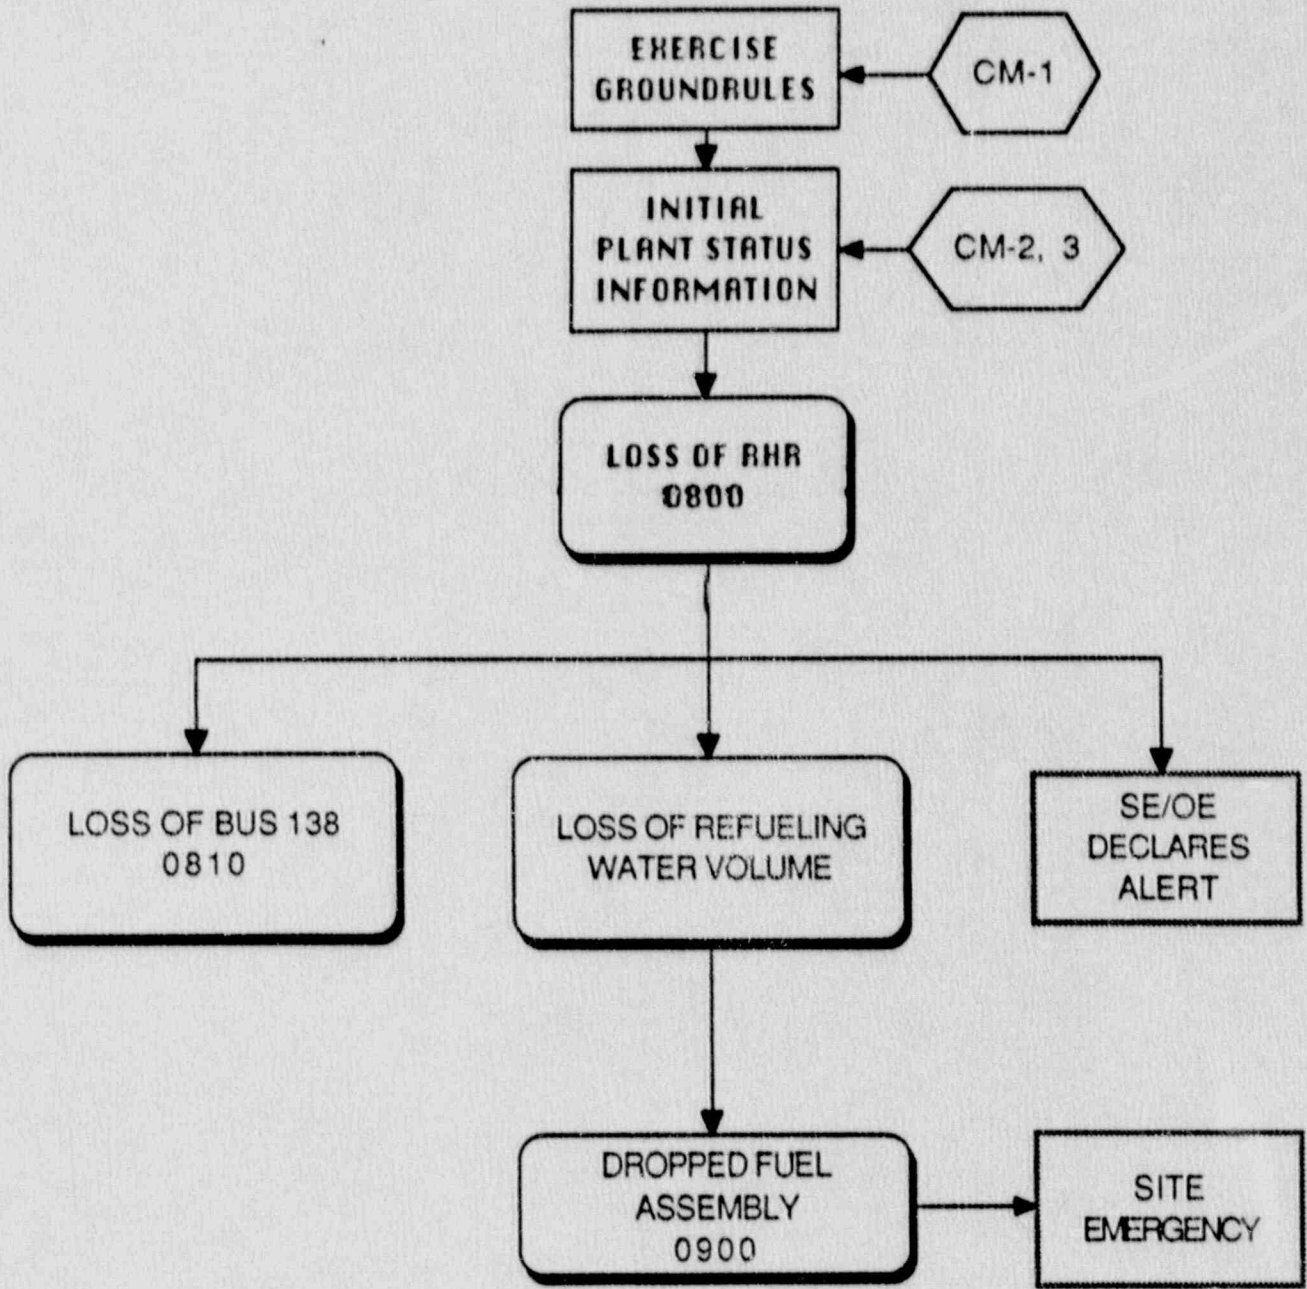 EXERCISE
GROUNDRULES
CM-1
INITIAL
PLANT STATUS
INFORMATION
CM-2, 3
LOSS OF RHR
0800
LOSS OF BUS 138
0810
LOSS OF REFUELING
WATER VOLUME
SE/OE
DECLARES
ALERT
DROPPED FUEL
ASSEMBLY
0900
SITE
EMERGENCY